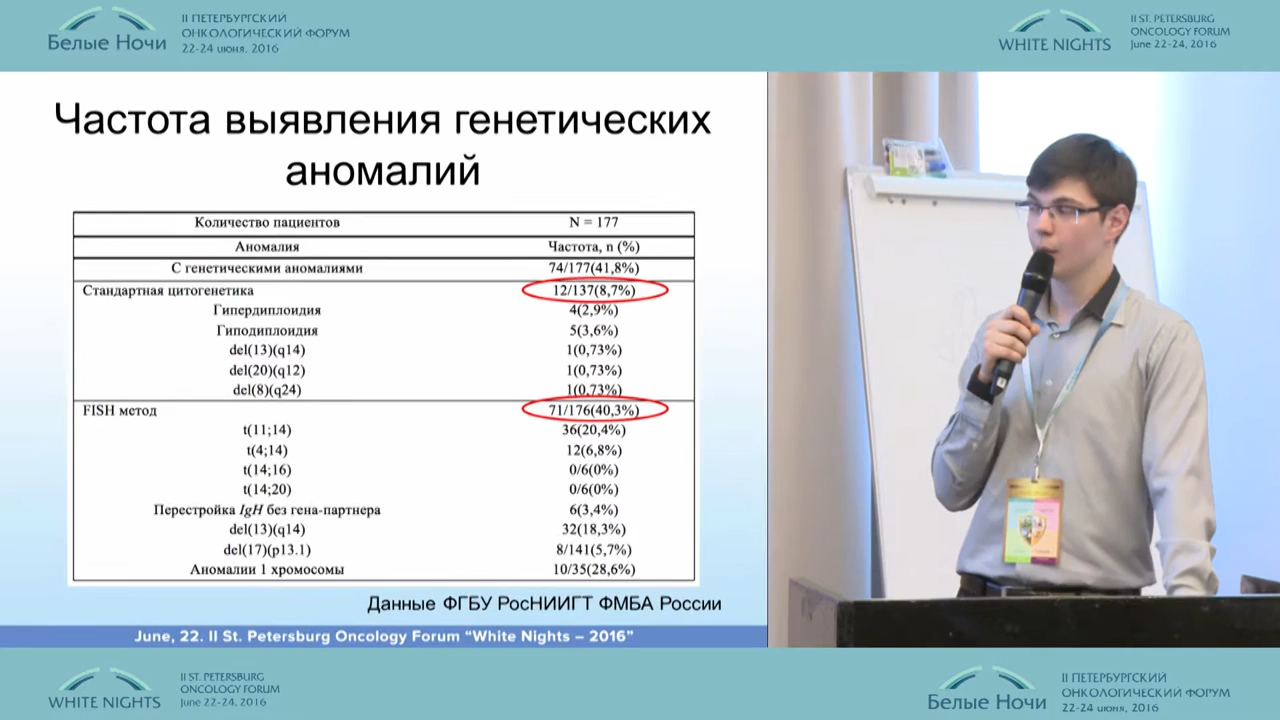 Белые Ночи
II ПЕТЕРБУРГСКИЙ
ОНКОЛОГИЧЕСКИЙ ФОРУМ
22-24 июня, 2016
WHITE NIGHTS
II ST. PETERSBURG
ONCOLOGY FORUM
June 22-24, 2016
Частота выявления генетических
аномалий
Количество пациентов N = 177
Аномалия Частота, n (%)
С генетическими аномалиями 74/177(41,8%)
Стандартная цитогенетика 12/137(8,7%)
Гипердиплоидия 4(2,9%)
Гиподиплоидия 5(3,6%)
del(13)(q14) 1(0,73%)
del(20)(q12) 1(0,73%)
del(8)(q24) 1(0,73%)
FISH метод 71/176(40,3%)
t(11;14) 36(20,4%)
t(4;14) 12(6,8%)
t(14;16) 0/6(0%)
t(14;20) 0/6(0%)
Перестройка IgH без гена-партнера 6(3,4%)
del(13)(q14) 32(18,3%)
del(17)(p13.1) 8/141(5,7%)
Аномалии 1 хромосомы 10/35(28,6%)
Данные ФГБУ РосНИИГТ ФМБА России
June, 22. II St. Petersburg Oncology Forum “White Nights – 2016”
WHITE NIGHTS
II ST. PETERSBURG
ONCOLOGY FORUM
June 22-24, 2016
Белые Ночи
II ПЕТЕРБУРГСКИЙ
ОНКОЛОГИЧЕСКИЙ ФОРУМ
22-24 июня, 2016